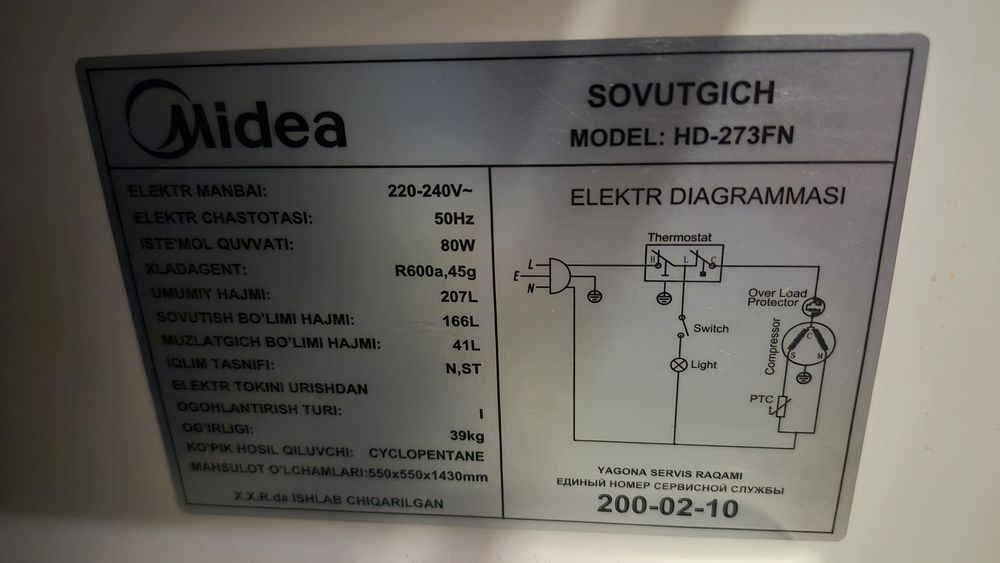 Midea
SOVUTGICH
MODEL: HD-273FN
ELEKTR MANBAI: 220-240V~
ELEKTR CHASTOTASI: 50Hz
ISTE'MOL QUVVATI: 80W
XLADAGENT: R600a,45g
UMUMIY HAJMI: 207L
SOVUTISH BO'LIMI HAJMI: 166L
MUZLATGICH BO'LIMI HAJMI: 41L
IQLIM TASNIFI: N,ST
ELEKTR TOKINI URISHDAN
OGOHLANTIRISH TURI: I
OG'IRLIGI: 39kg
KO'PIK HOSIL QILUVCHI: CYCLOPENTANE
MAHSULOT O'LCHAMLARI:550x550x1430mm
X.X.R.da ISHLAB CHIQARILGAN
ELEKTR DIAGRAMMASI
Thermostat
H L C
L
E
N
Over Load
Protector
Switch
Compressor
C
S M
Light
PTC
t
YAGONA SERVIS RAQAMI
ЕДИНЫЙ НОМЕР СЕРВИСНОЙ СЛУЖБЫ
200-02-10